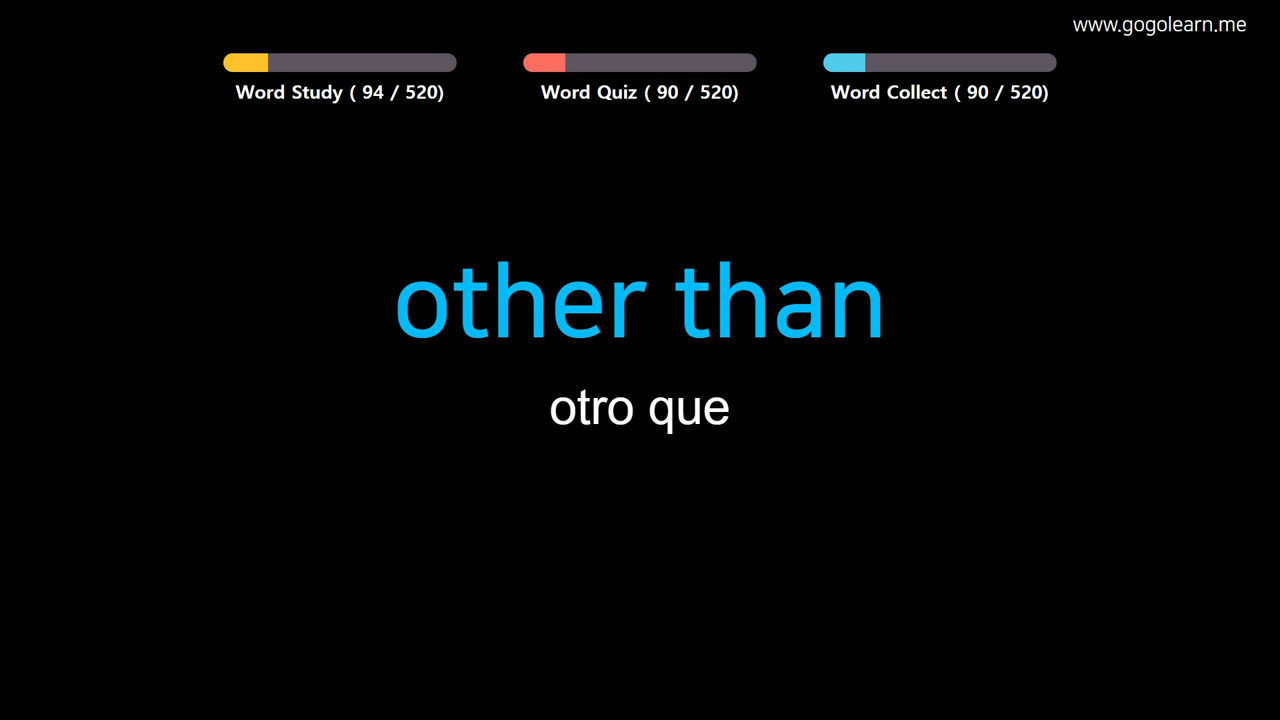 www.gogolearn.me
Word Study ( 94 / 520)
Word Quiz ( 90 / 520)
Word Collect ( 90 / 520)
other than
otro que